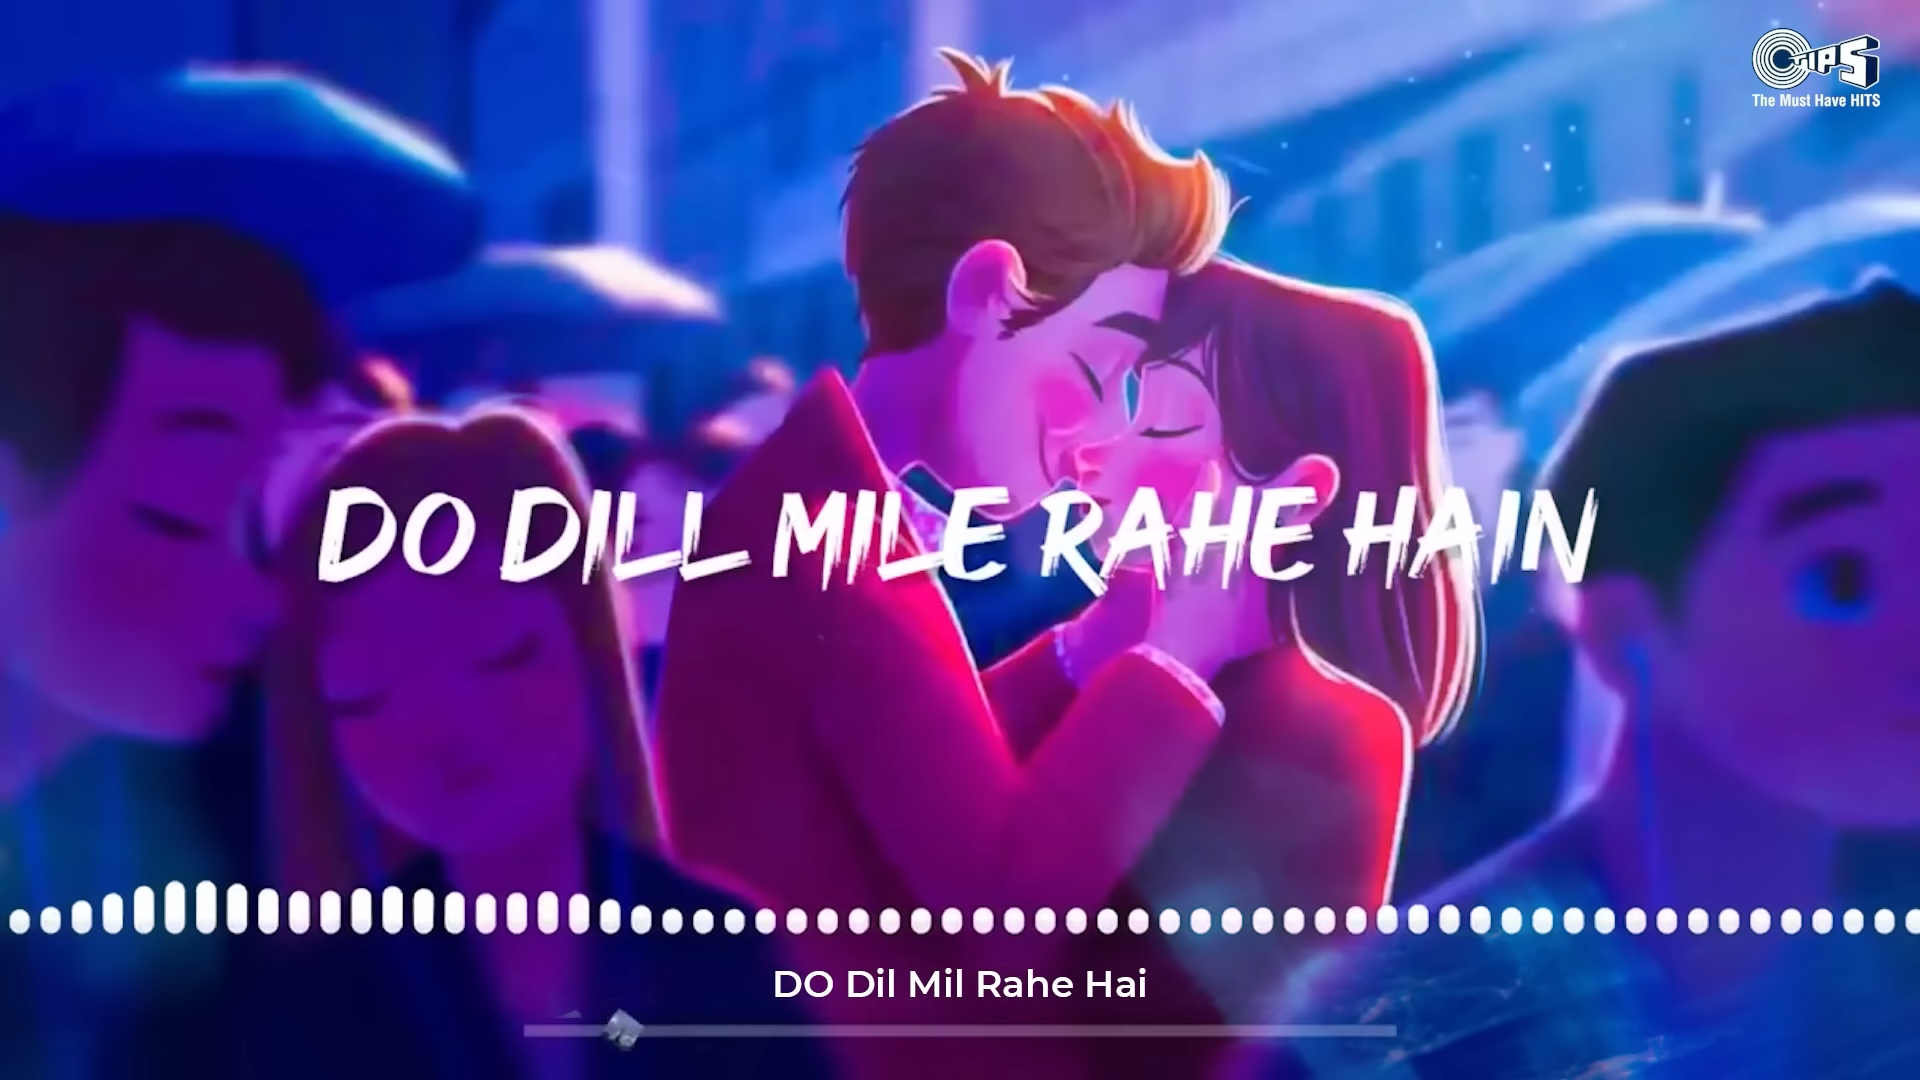 TIPS
The Must Have HITS
DO DILL MILE RAHE HAIN
DO Dil Mil Rahe Hai